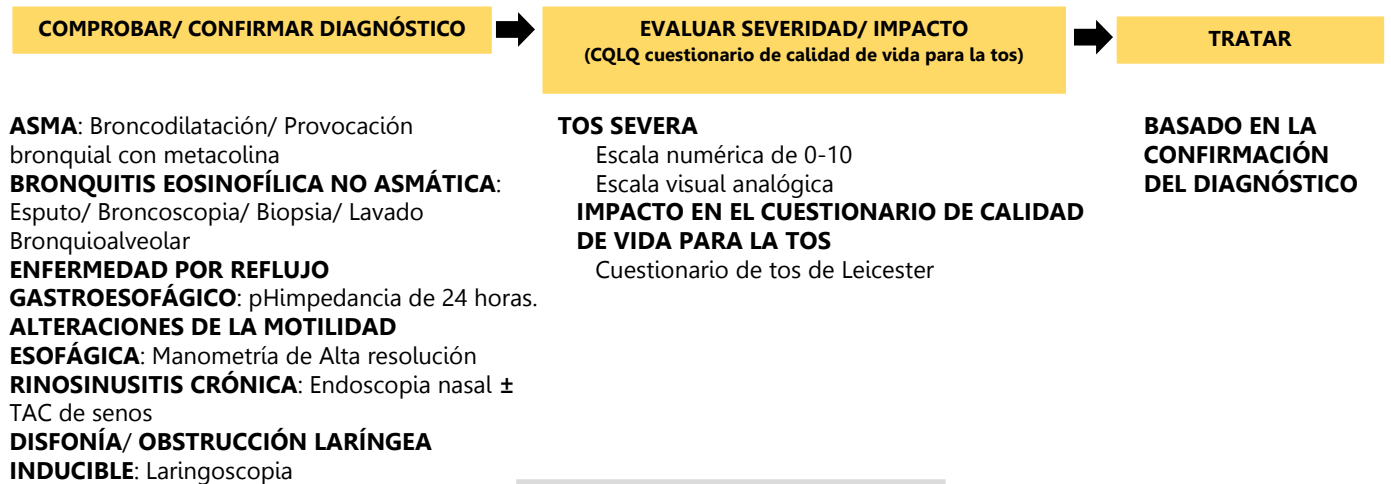 COMPROBAR/ CONFIRMAR DIAGNÓSTICO
EVALUAR SEVERIDAD/ IMPACTO
(CQLQ cuestionario de calidad de vida para la tos)
TRATAR
ASMA: Broncodilatación/ Provocación
bronquial con metacolina
BRONQUITIS EOSINOFÍLICA NO ASMÁTICA:
Esputo/ Broncoscopia/ Biopsia/ Lavado
Bronquioalveolar
ENFERMEDAD POR REFLUJO
GASTROESOFÁGICO: pHimpedancia de 24 horas.
ALTERACIONES DE LA MOTILIDAD
ESOFÁGICA: Manometría de Alta resolución
RINOSINUSITIS CRÓNICA: Endoscopia nasal ±
TAC de senos
DISFONÍA/ OBSTRUCCIÓN LARÍNGEA
INDUCIBLE: Laringoscopia
TOS SEVERA
Escala numérica de 0-10
Escala visual analógica
IMPACTO EN EL CUESTIONARIO DE CALIDAD
DE VIDA PARA LA TOS
Cuestionario de tos de Leicester
BASADO EN LA
CONFIRMACIÓN
DEL DIAGNÓSTICO